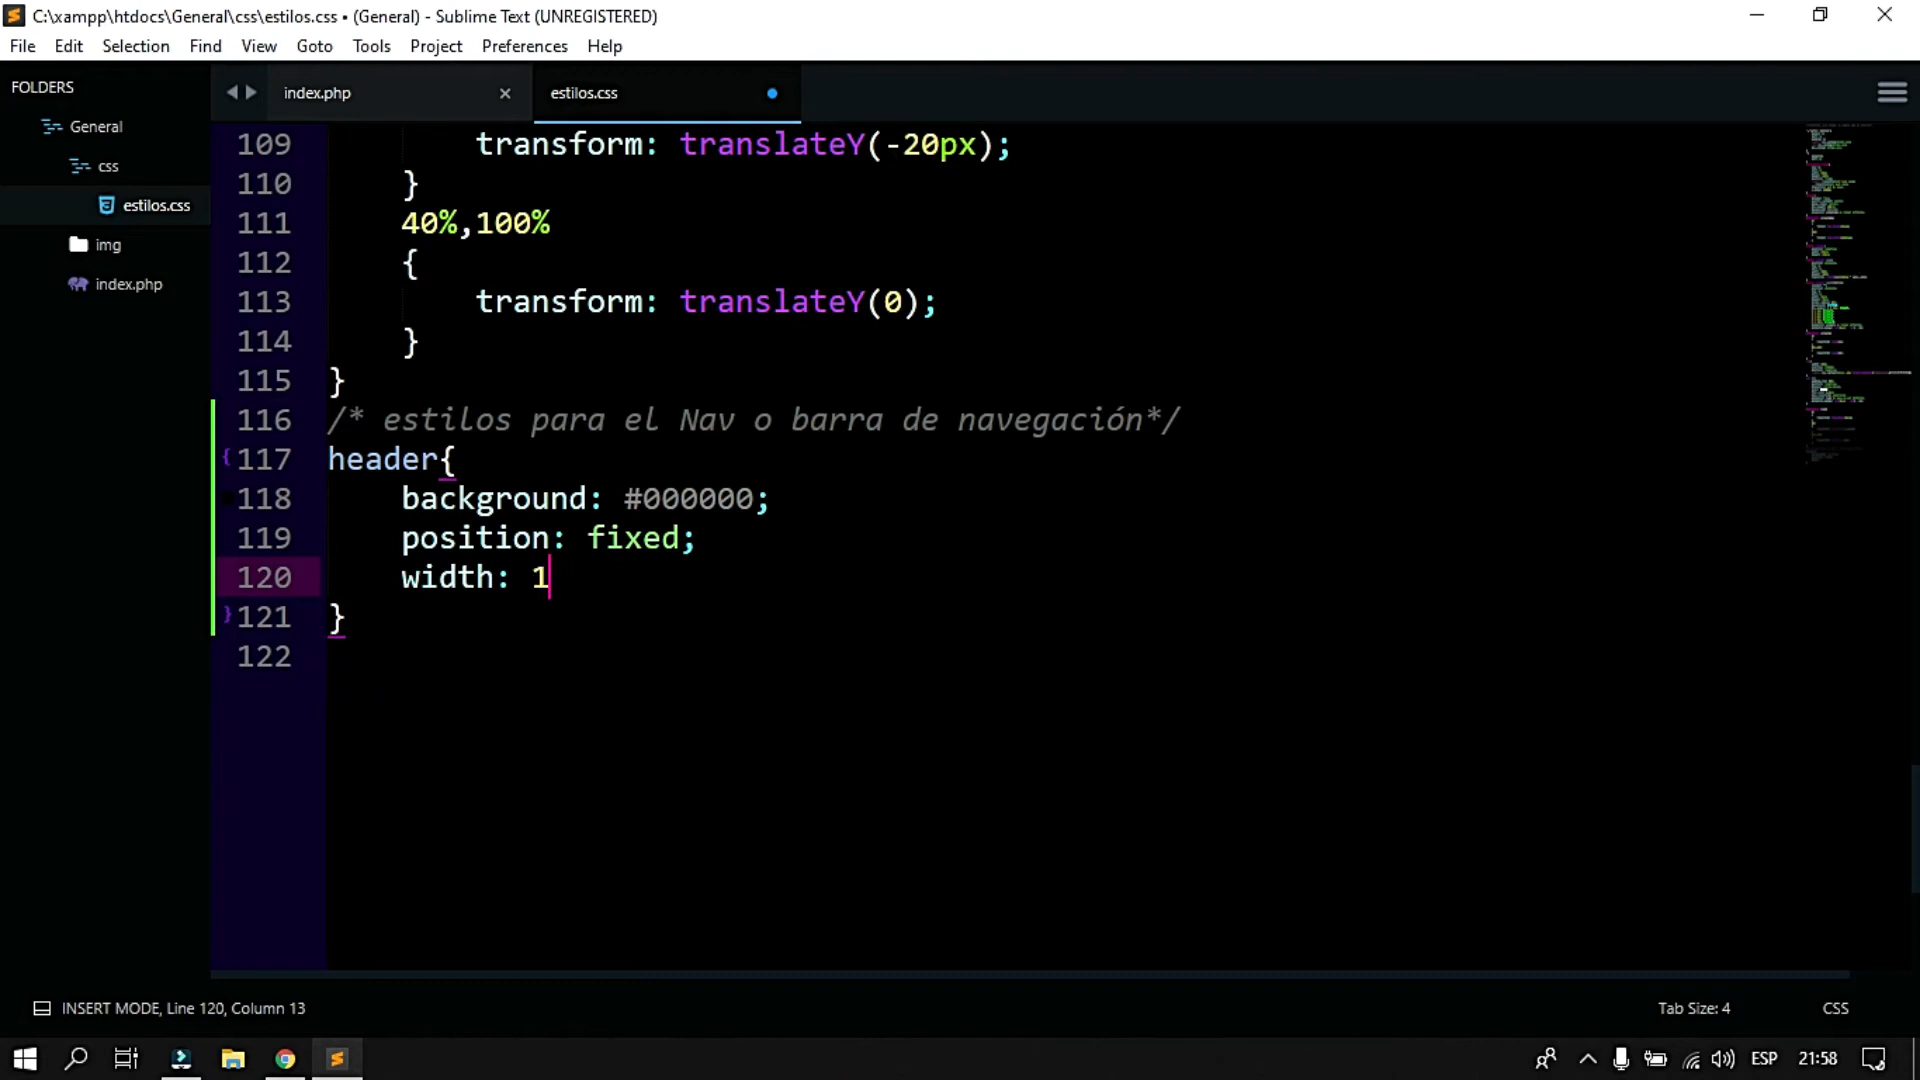 C:\xampp\htdocs\General\css\estilos.css • (General) - Sublime Text (UNREGISTERED)
File Edit Selection Find View Goto Tools Project Preferences Help
FOLDERS
General
css
estilos.css
img
index.php
index.php
estilos.css
109 transform: translateY(-20px);
110 }
111 40%,100%
112 {
113 transform: translateY(0);
114 }
115 }
116 /* estilos para el Nav o barra de navegación*/
117 header{
118 background: #000000;
119 position: fixed;
120 width: 1
121 }
122
INSERT MODE, Line 120, Column 13
Tab Size: 4
CSS
ESP
21:58